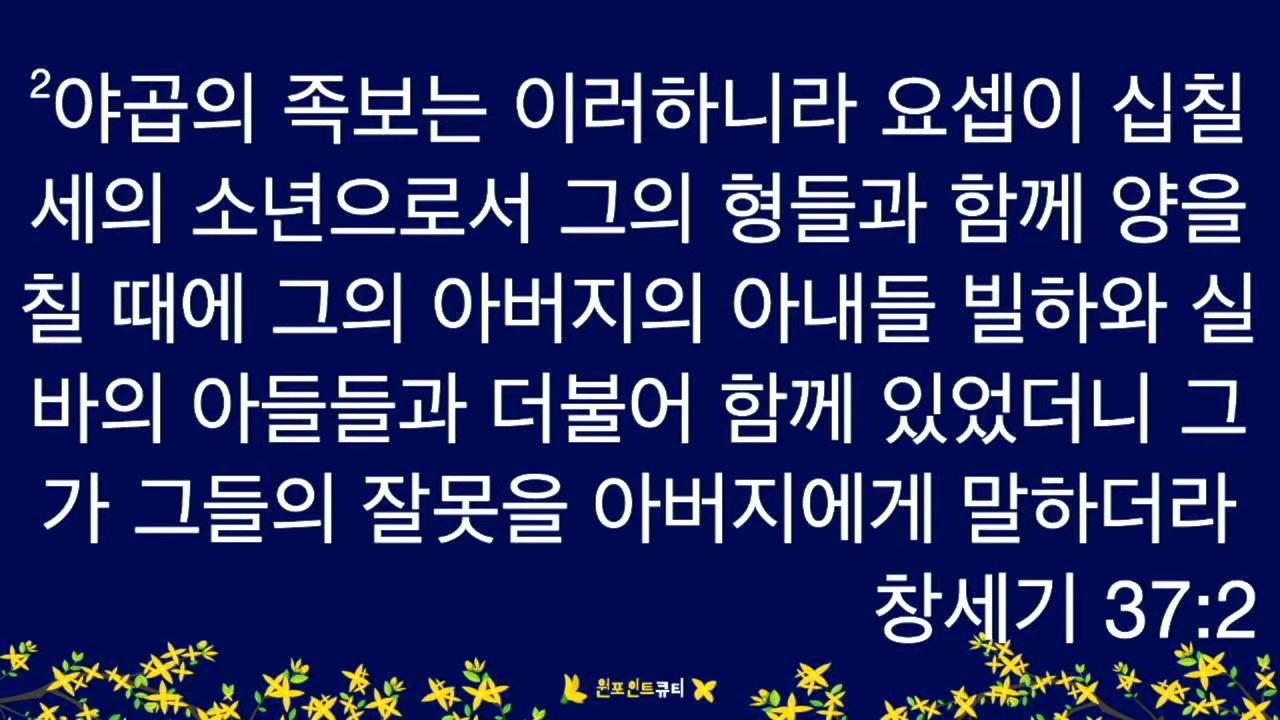 ²야곱의 족보는 이러하니라 요셉이 십칠
세의 소년으로서 그의 형들과 함께 양을
칠 때에 그의 아버지의 아내들 빌하와 실
바의 아들들과 더불어 함께 있었더니 그
가 그들의 잘못을 아버지에게 말하더라
창세기 37:2
원포인트큐티